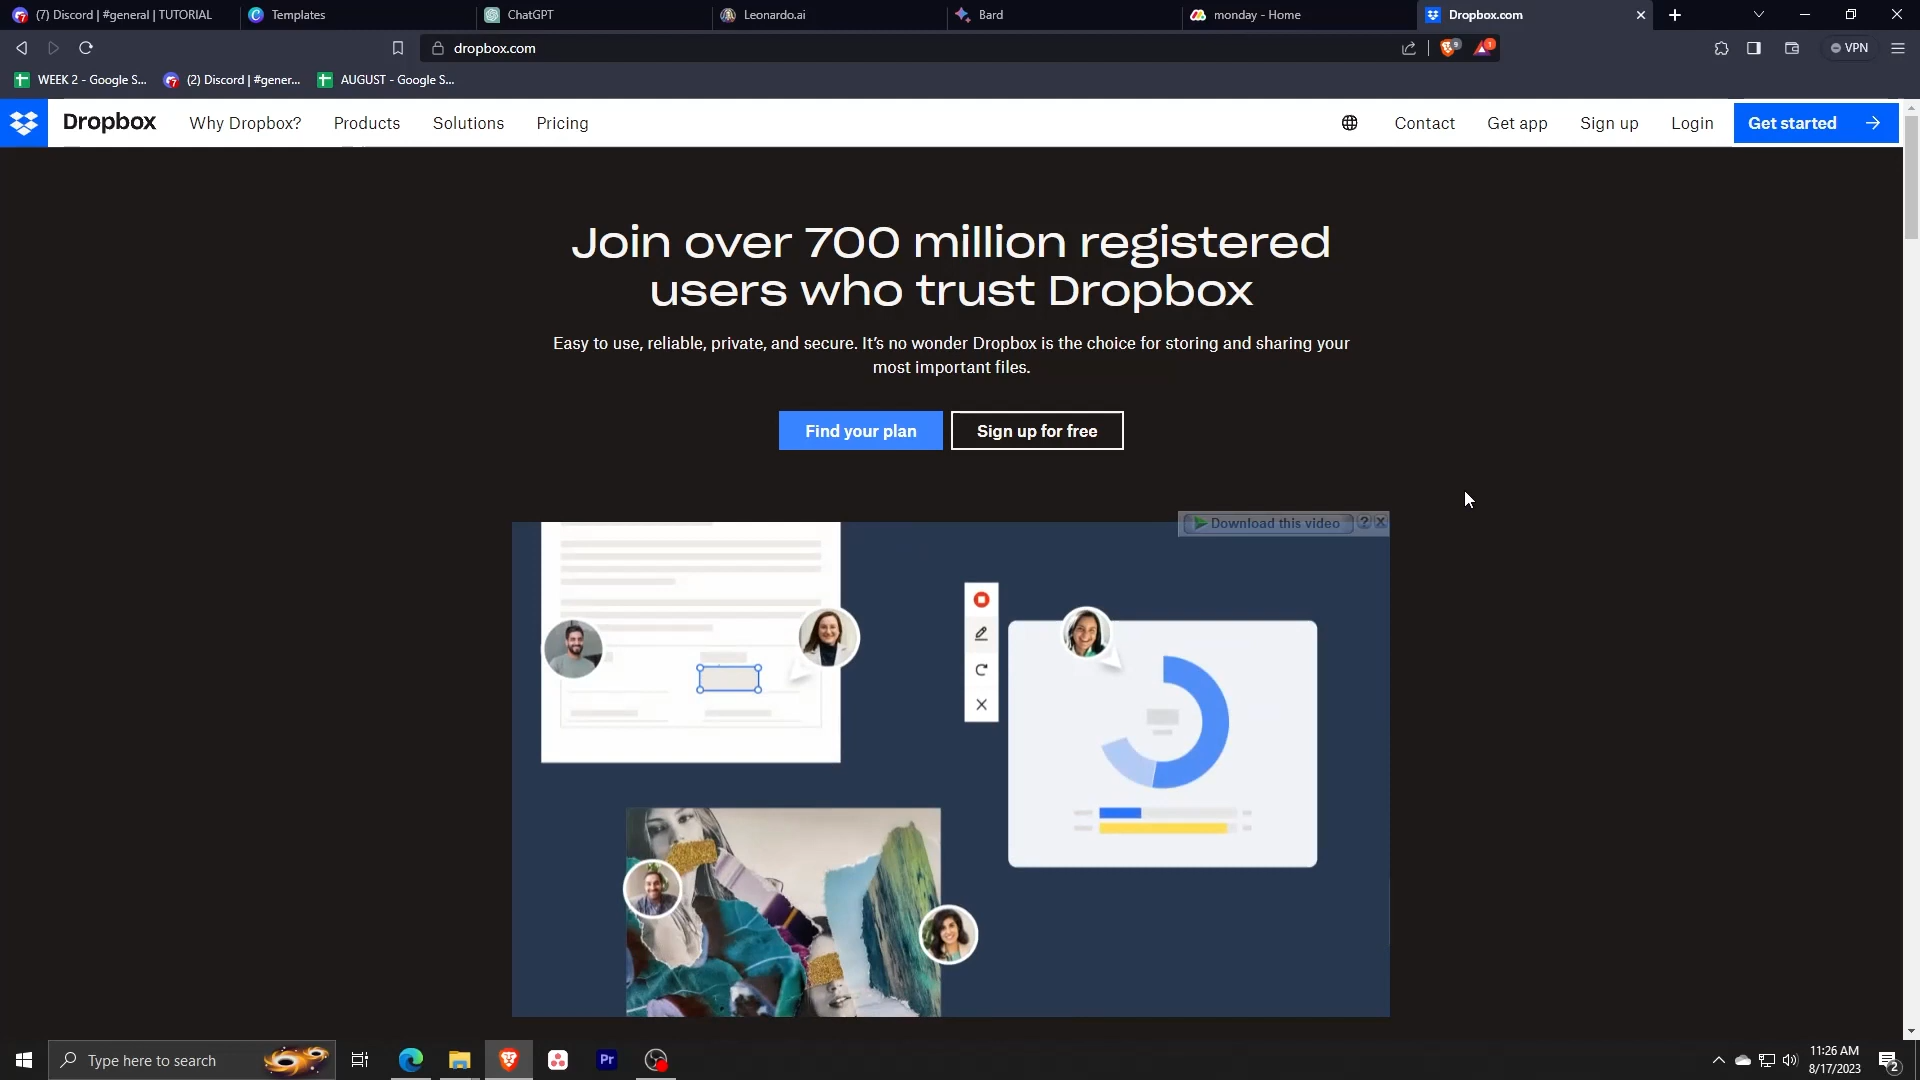 (7) Discord | #general | TUTORIAL
Templates
ChatGPT
Leonardo.ai
Bard
monday - Home
Dropbox.com
dropbox.com
9
1
VPN
WEEK 2 - Google S...
(2) Discord | #gener...
AUGUST - Google S...
Dropbox
Why Dropbox?
Products
Solutions
Pricing
Contact
Get app
Sign up
Login
Get started
Join over 700 million registered
users who trust Dropbox
Easy to use, reliable, private, and secure. It’s no wonder Dropbox is the choice for storing and sharing your
most important files.
Find your plan
Sign up for free
Download this video
?
X
Type here to search
Pr
11:26 AM
8/17/2023
2